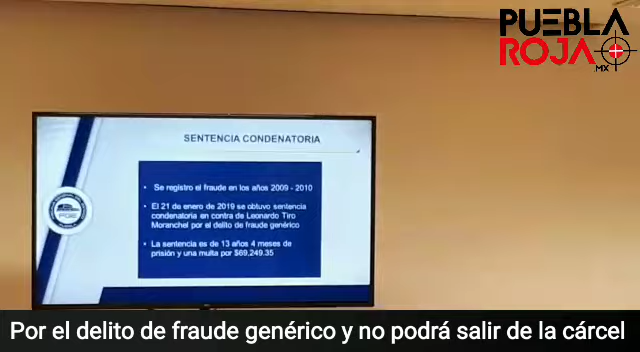 PUEBLA
ROJA
.MX
SENTENCIA CONDENATORIA
• Se registro el fraude en los años 2009 - 2010
• El 21 de enero de 2019 se obtuvo sentencia
condenatoria en contra de Leonardo Tiro
Moranchel por el delito de fraude genérico
• La sentencia es de 13 años 4 meses de
prisión y una multa por $69,249.35
Por el delito de fraude genérico y no podrá salir de la cárcel